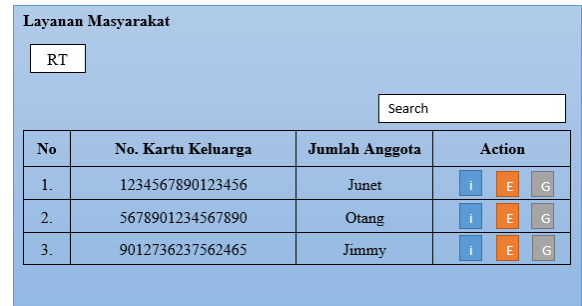 Layanan Masyarakat
RT
Search
No No. Kartu Keluarga Jumlah Anggota Action
1. 1234567890123456 Junet i E G
2. 5678901234567890 Otang i E G
3. 9012736237562465 Jimmy i E G